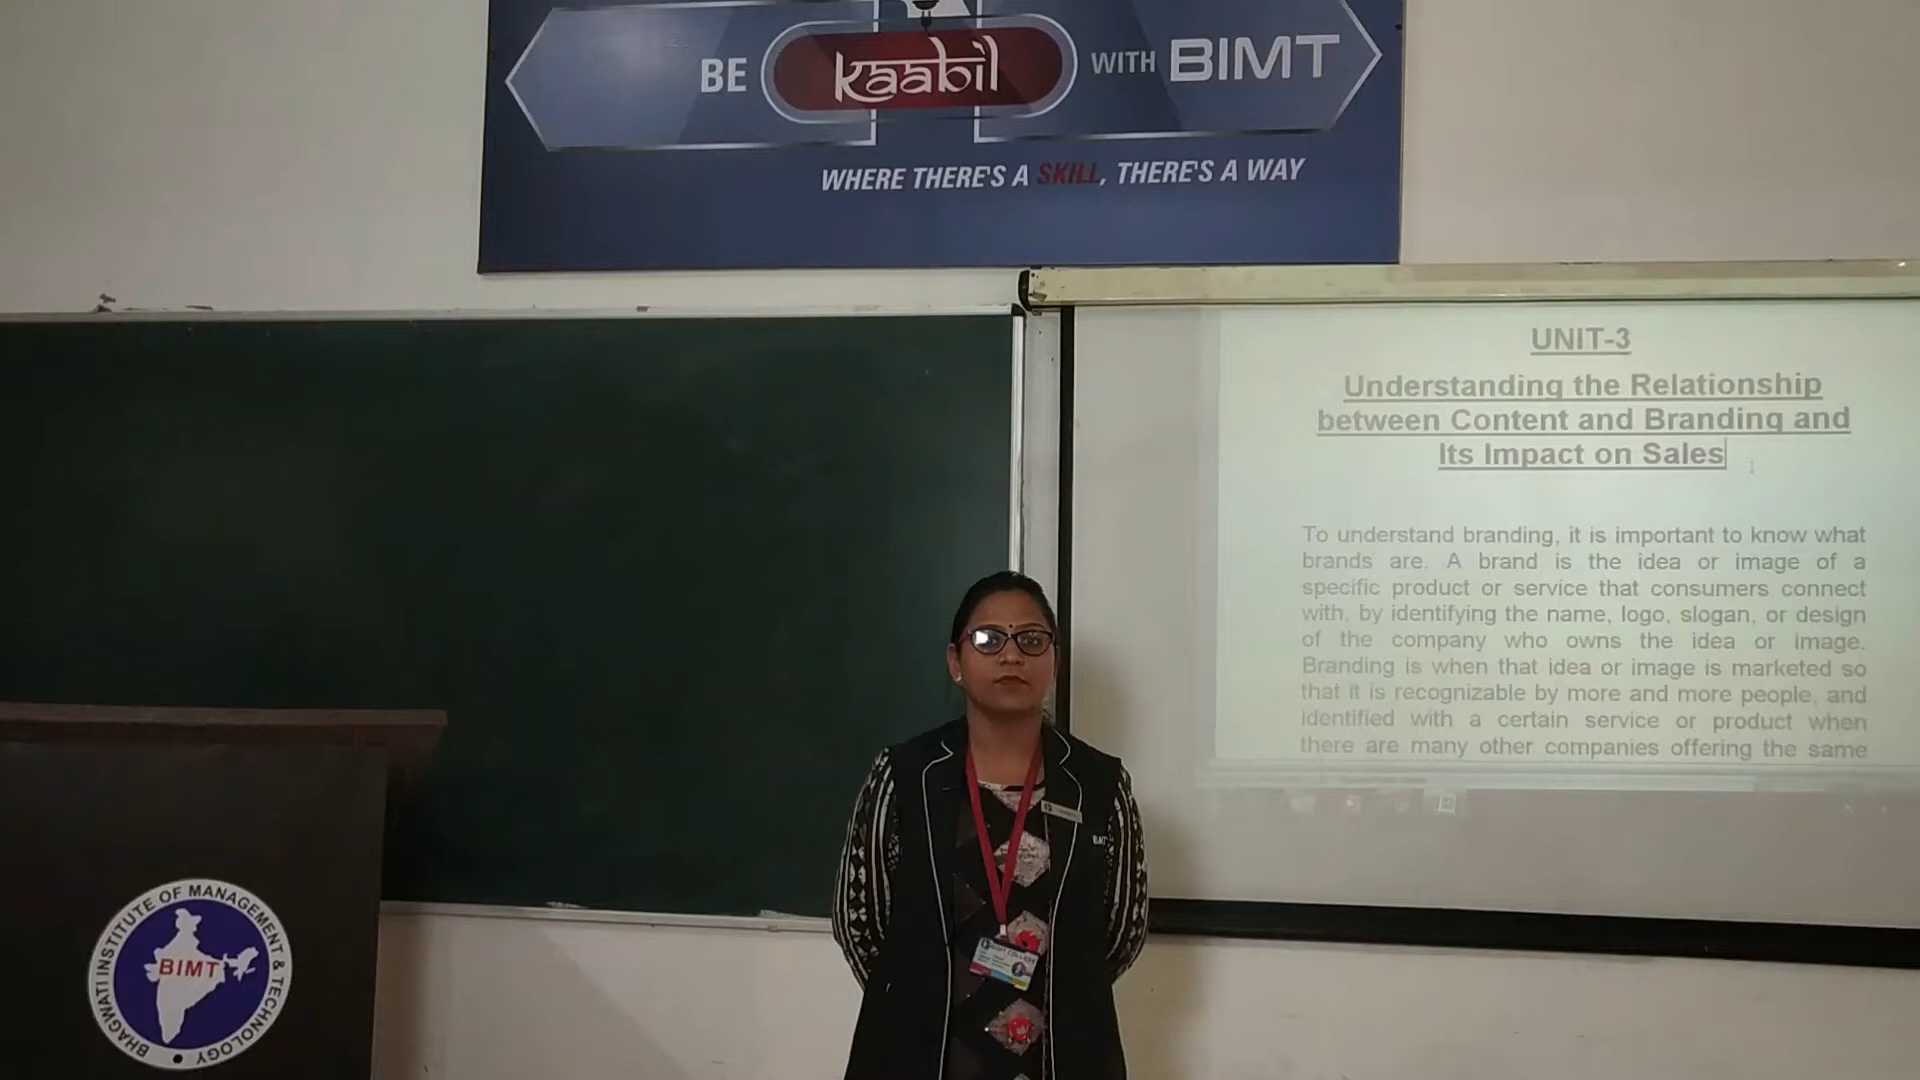 BE kaabil WITH BIMT
WHERE THERE'S A SKILL, THERE'S A WAY
UNIT-3
Understanding the Relationship
between Content and Branding and
Its Impact on Sales
To understand branding, it is important to know what
brands are. A brand is the idea or image of a
specific product or service that consumers connect
with, by identifying the name, logo, slogan, or design
of the company who owns the idea or image.
Branding is when that idea or image is marketed so
that it is recognizable by more and more people, and
identified with a certain service or product when
there are many other companies offering the same
BIMT
BIMT COLLEGE
BHAGWATI INSTITUTE OF MANAGEMENT & TECHNOLOGY
BIMT